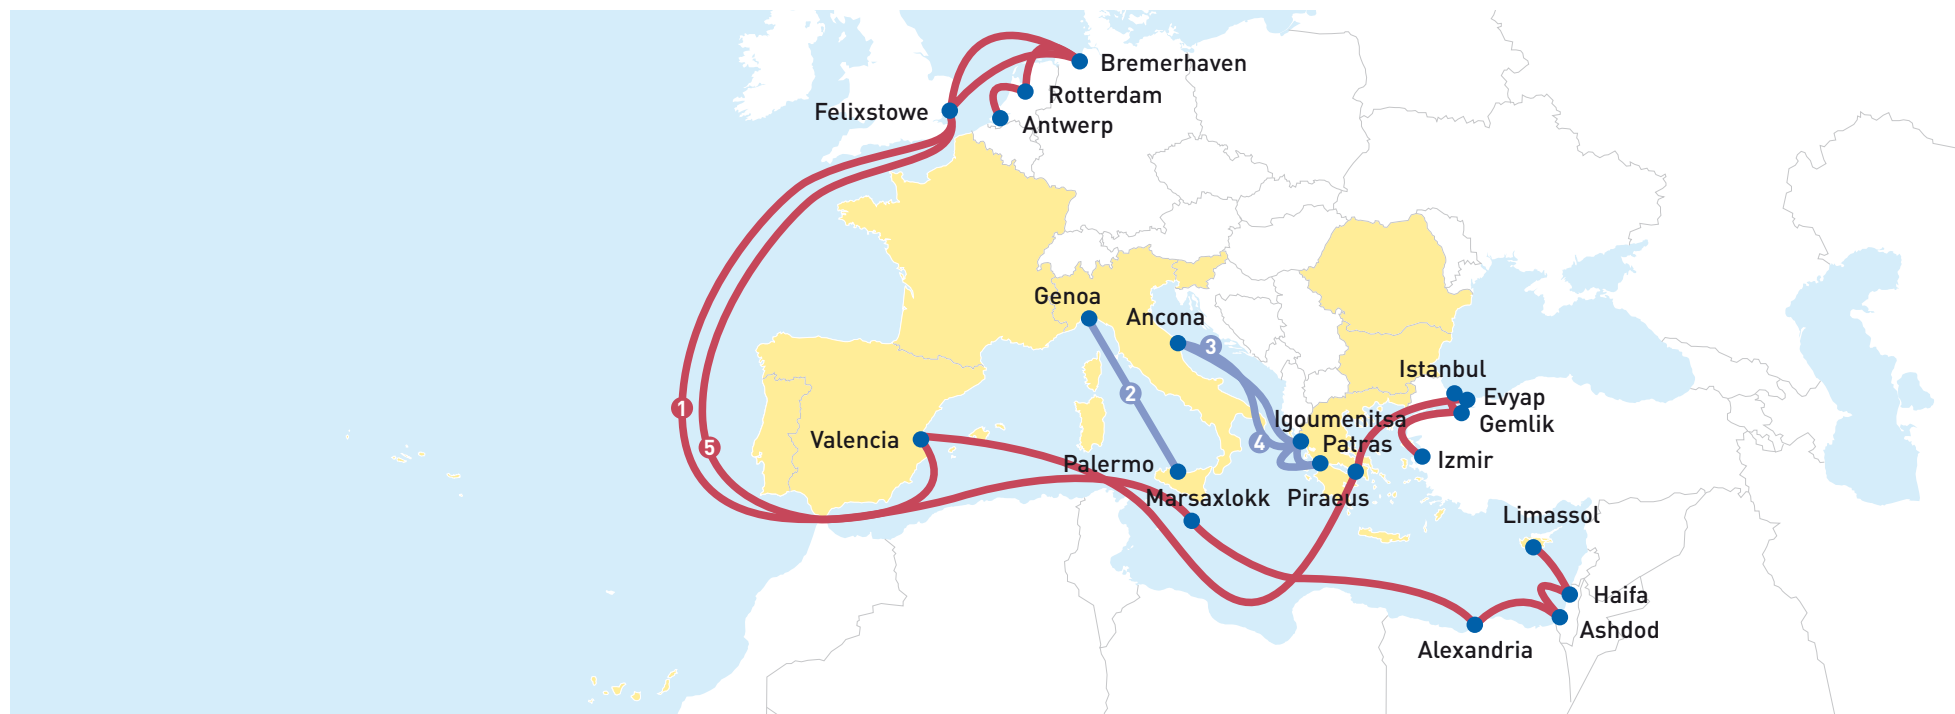 Bremerhaven
Rotterdam
Felixstowe
Antwerp
Genoa
Ancona
3
Istanbul
2
Evyap
1
Igoumenitsa
Gemlik
Valencia
4
Patras
5
Palermo
Izmir
Marsaxlokk
Piraeus
Limassol
Haifa
Ashdod
Alexandria